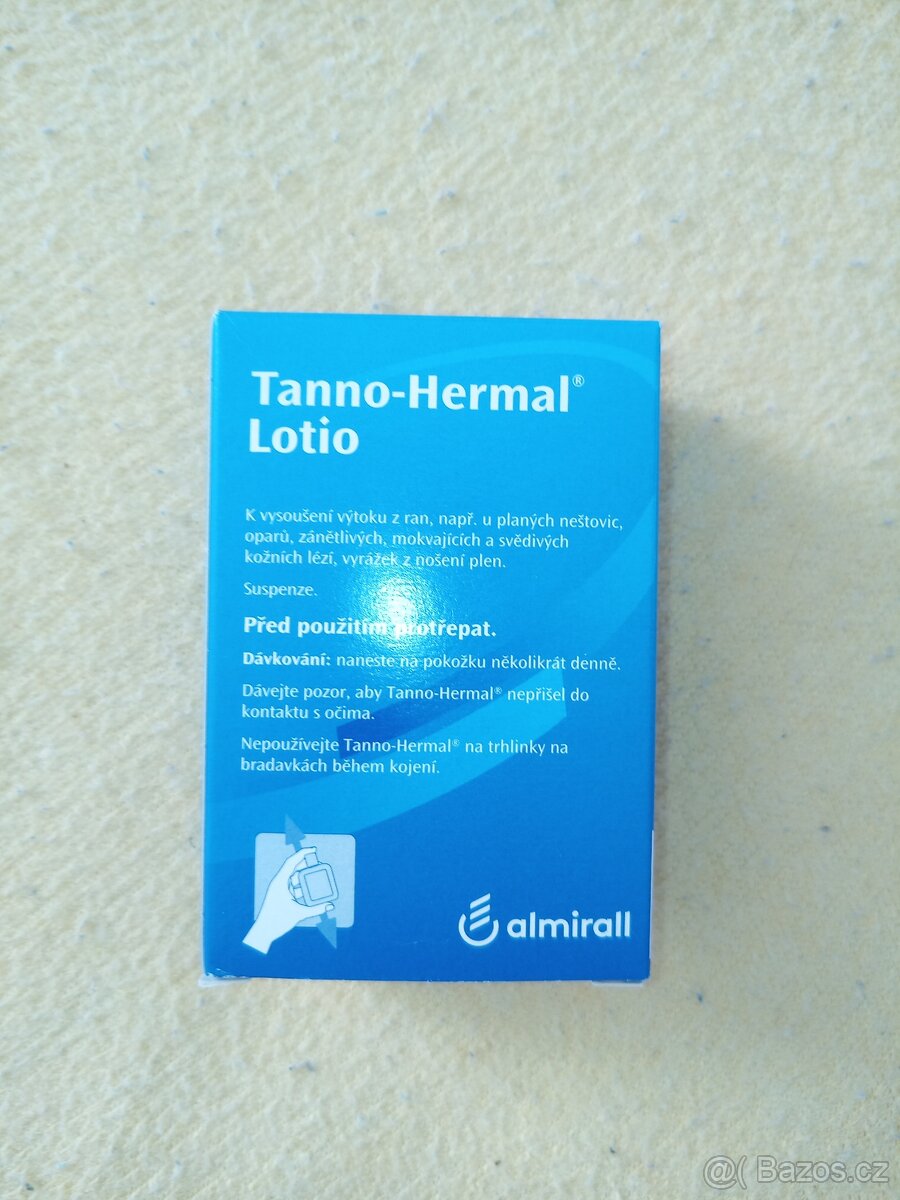 Tanno-Hermal®
Lotio
K vysoušení výtoku z ran, např. u planých neštovic,
oparů, zánětlivých, mokvajících a svědivých
kožních lézí, vyrážek z nošení plen.
Suspenze.
Před použitím protřepat.
Dávkování: naneste na pokožku několikrát denně.
Dávejte pozor, aby Tanno-Hermal® nepřišel do
kontaktu s očima.
Nepoužívejte Tanno-Hermal® na trhlinky na
bradavkách během kojení.
almirall
@( Bazos.cz